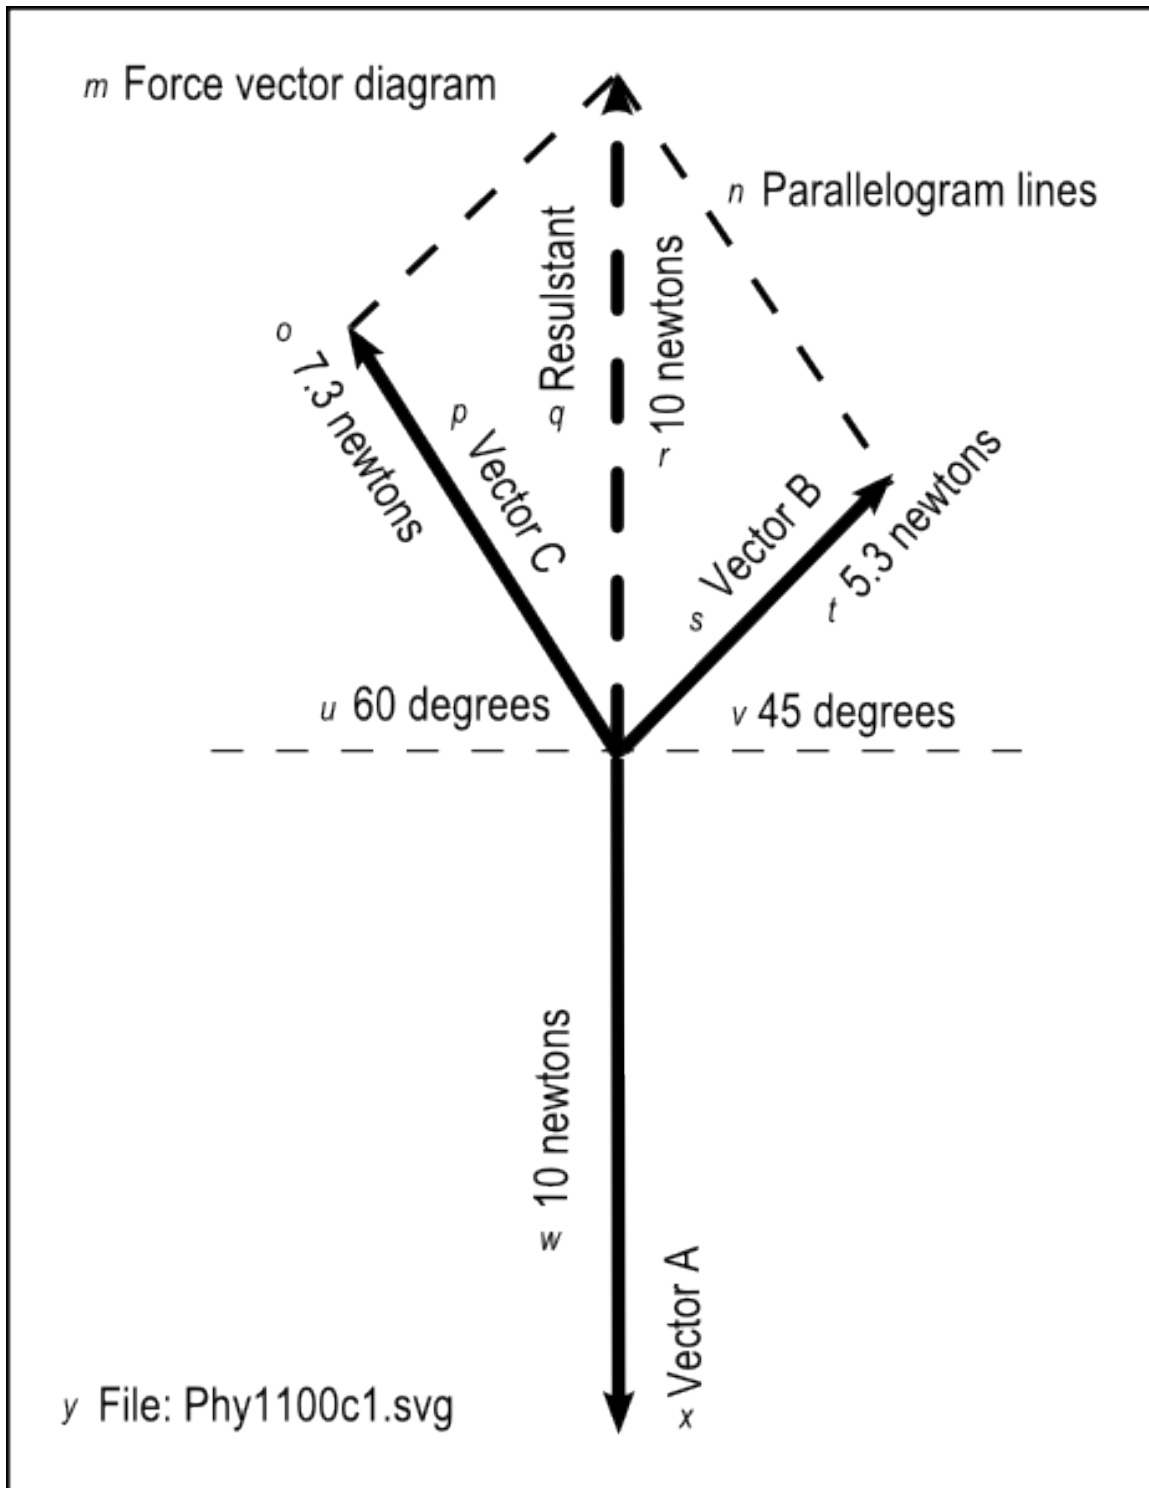 m Force vector diagram
n Parallelogram lines
o 7.3 newtons
p Vector C
q Resulstant
r 10 newtons
s Vector B
t 5.3 newtons
u 60 degrees
v 45 degrees
w 10 newtons
x Vector A
y File: Phy1100c1.svg